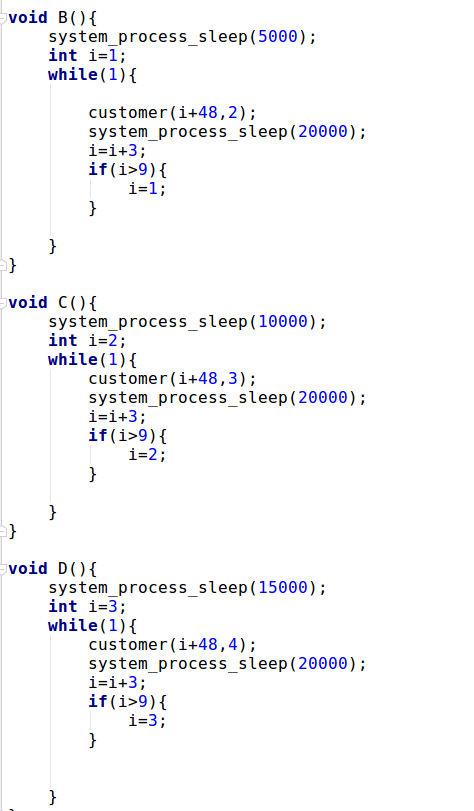 void B(){
    system_process_sleep(5000);
    int i=1;
    while(1){
        customer(i+48,2);
        system_process_sleep(20000);
        i=i+3;
        if(i>9){
            i=1;
        }
    }
}
void C(){
    system_process_sleep(10000);
    int i=2;
    while(1){
        customer(i+48,3);
        system_process_sleep(20000);
        i=i+3;
        if(i>9){
            i=2;
        }
    }
}
void D(){
    system_process_sleep(15000);
    int i=3;
    while(1){
        customer(i+48,4);
        system_process_sleep(20000);
        i=i+3;
        if(i>9){
            i=3;
        }
    }